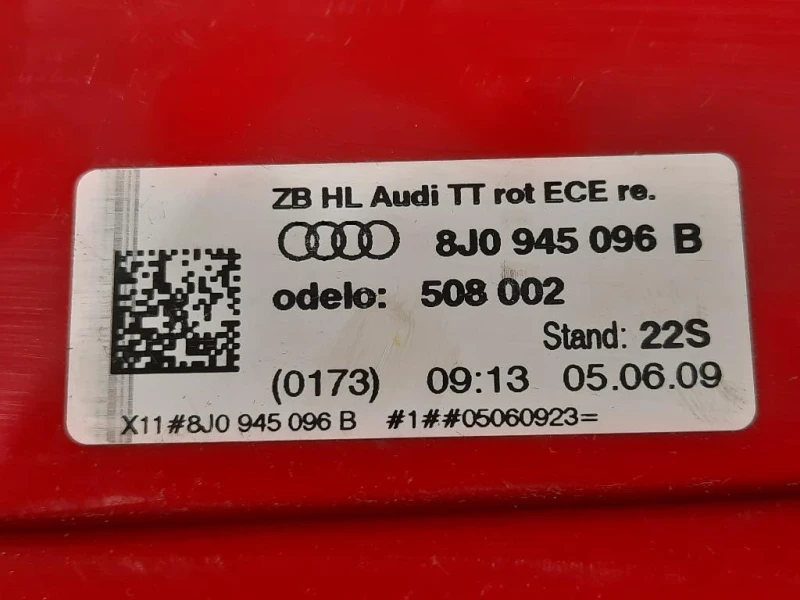 ZB HL Audi TT rot ECE re.
8J0 945 096 B
odelo: 508 002
Stand: 22S
(0173) 09:13 05.06.09
X11#8J0 945 096 B #1##05060923=